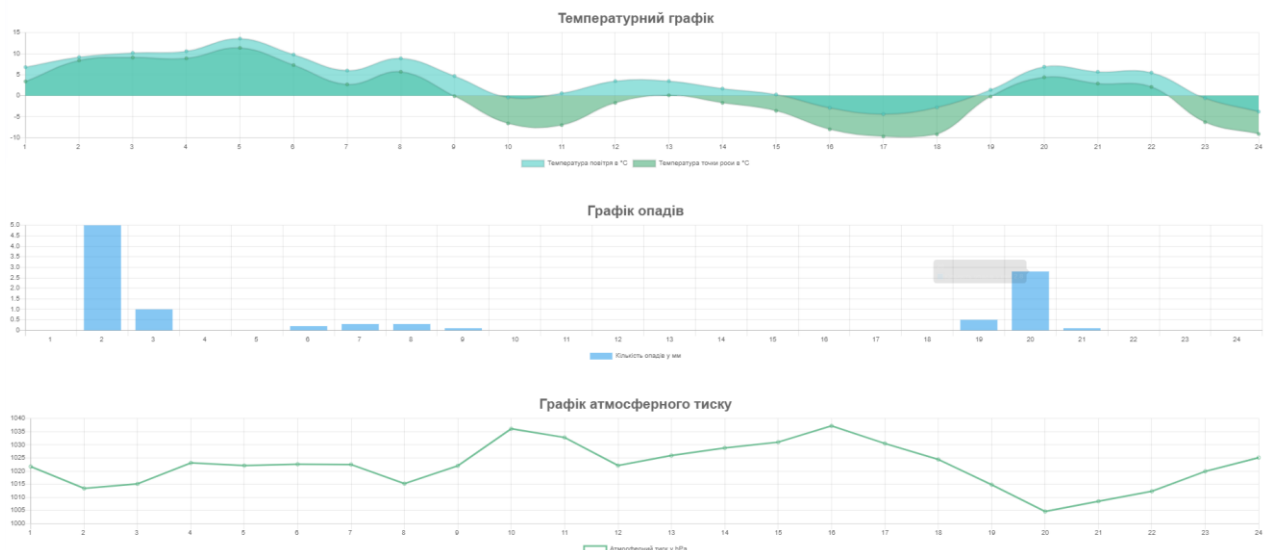 Температурний графік
15
10
5
0
-5
-10
1 2 3 4 5 6 7 8 9 10 11 12 13 14 15 16 17 18 19 20 21 22 23 24
Температура повітря в °C Температура точки роси в °C
Графік опадів
5.0
4.5
4.0
3.5
3.0
2.5
2.0
1.5
1.0
0.5
0
1 2 3 4 5 6 7 8 9 10 11 12 13 14 15 16 17 18 19 20 21 22 23 24
Кількість опадів у мм
Графік атмосферного тиску
1040
1035
1030
1025
1020
1015
1010
1005
1000
1 2 3 4 5 6 7 8 9 10 11 12 13 14 15 16 17 18 19 20 21 22 23 24
Атмосферний тиск у hPa